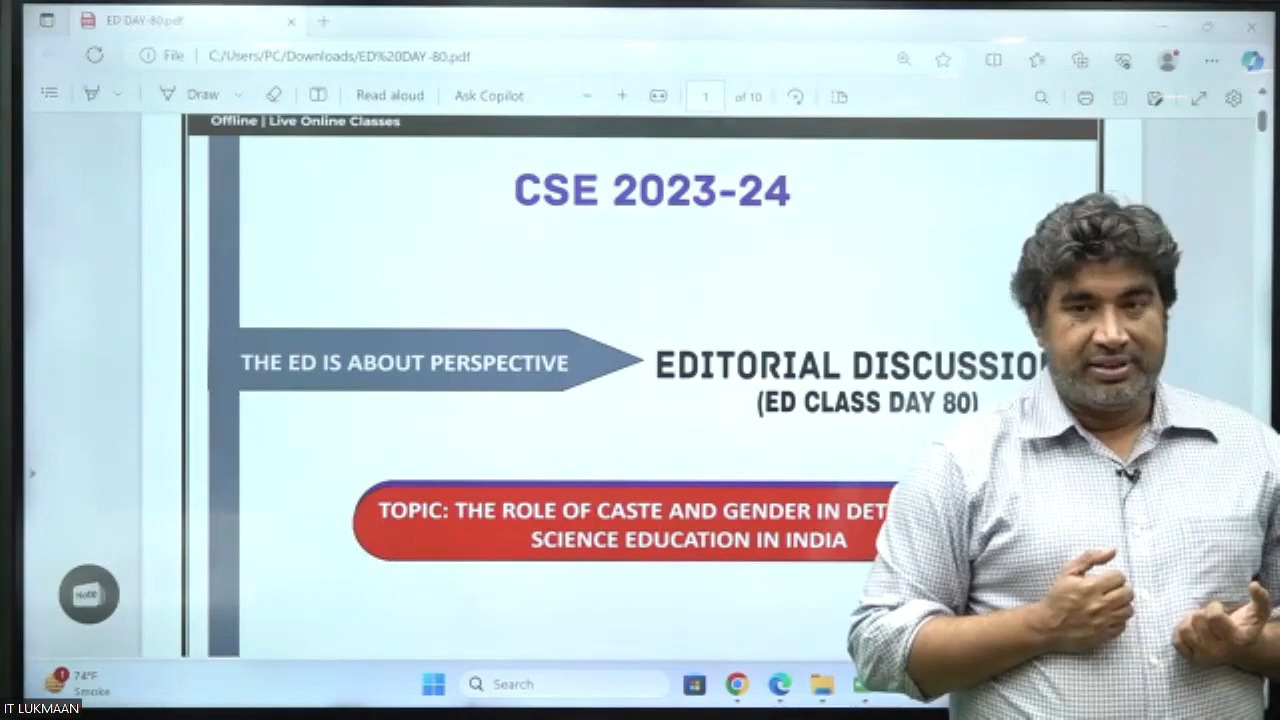 ED DAY-80.pdf
File
C:/Users/PC/Downloads/ED%20DAY-80.pdf
Draw
Read aloud
Ask Copilot
1
of 10
Offline | Live Online Classes
CSE 2023-24
THE ED IS ABOUT PERSPECTIVE
EDITORIAL DISCUSSIO
(ED CLASS DAY 80)
TOPIC: THE ROLE OF CASTE AND GENDER IN DET
SCIENCE EDUCATION IN INDIA
1
74°F
Smoke
Search
IT LUKMAAN